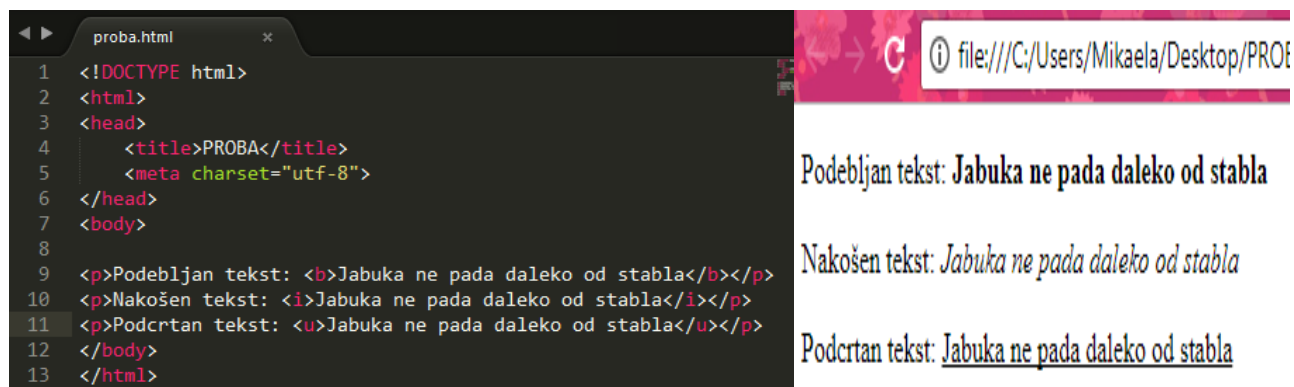 proba.html ×
1 <!DOCTYPE html>
2 <html>
3 <head>
4 <title>PROBA</title>
5 <meta charset="utf-8">
6 </head>
7 <body>
8
9 <p>Podebljan tekst: <b>Jabuka ne pada daleko od stabla</b></p>
10 <p>Nakošen tekst: <i>Jabuka ne pada daleko od stabla</i></p>
11 <p>Podcrtan tekst: <u>Jabuka ne pada daleko od stabla</u></p>
12 </body>
13 </html>
file:///C:/Users/Mikaela/Desktop/PROB
Podebljan tekst: Jabuka ne pada daleko od stabla
Nakošen tekst: Jabuka ne pada daleko od stabla
Podcrtan tekst: Jabuka ne pada daleko od stabla